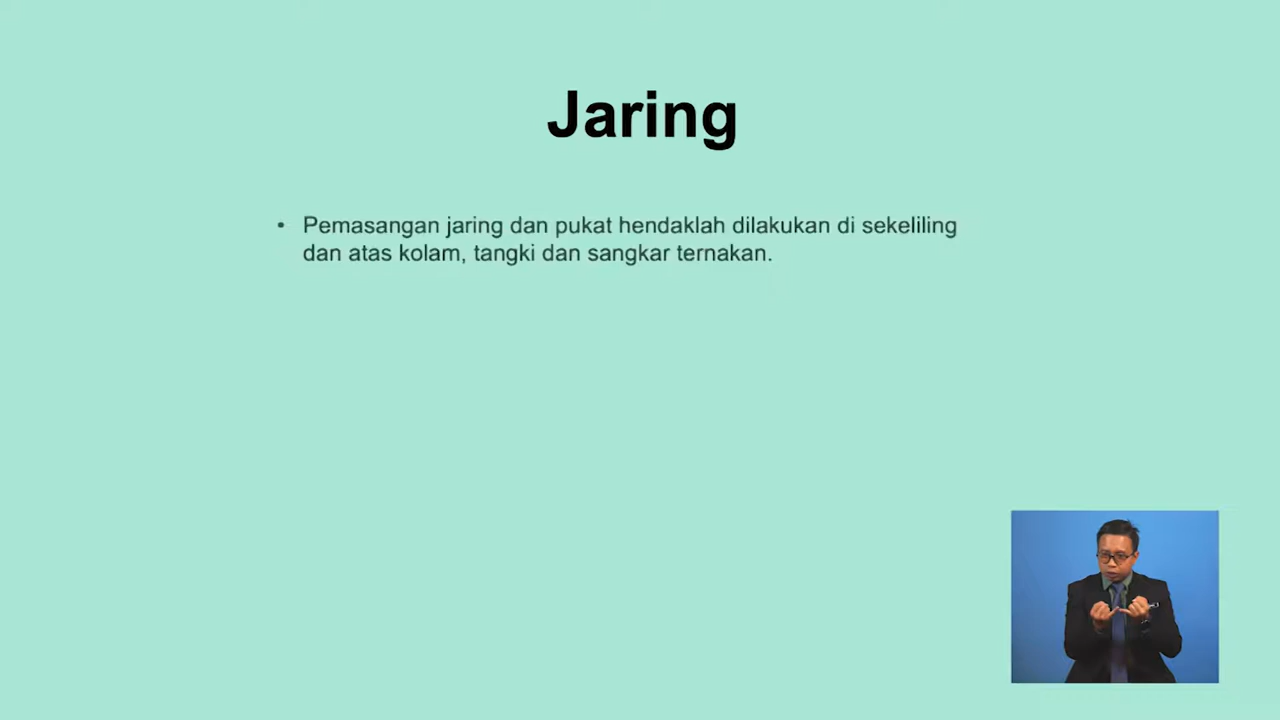 Jaring
• Pemasangan jaring dan pukat hendaklah dilakukan di sekeliling
dan atas kolam, tangki dan sangkar ternakan.